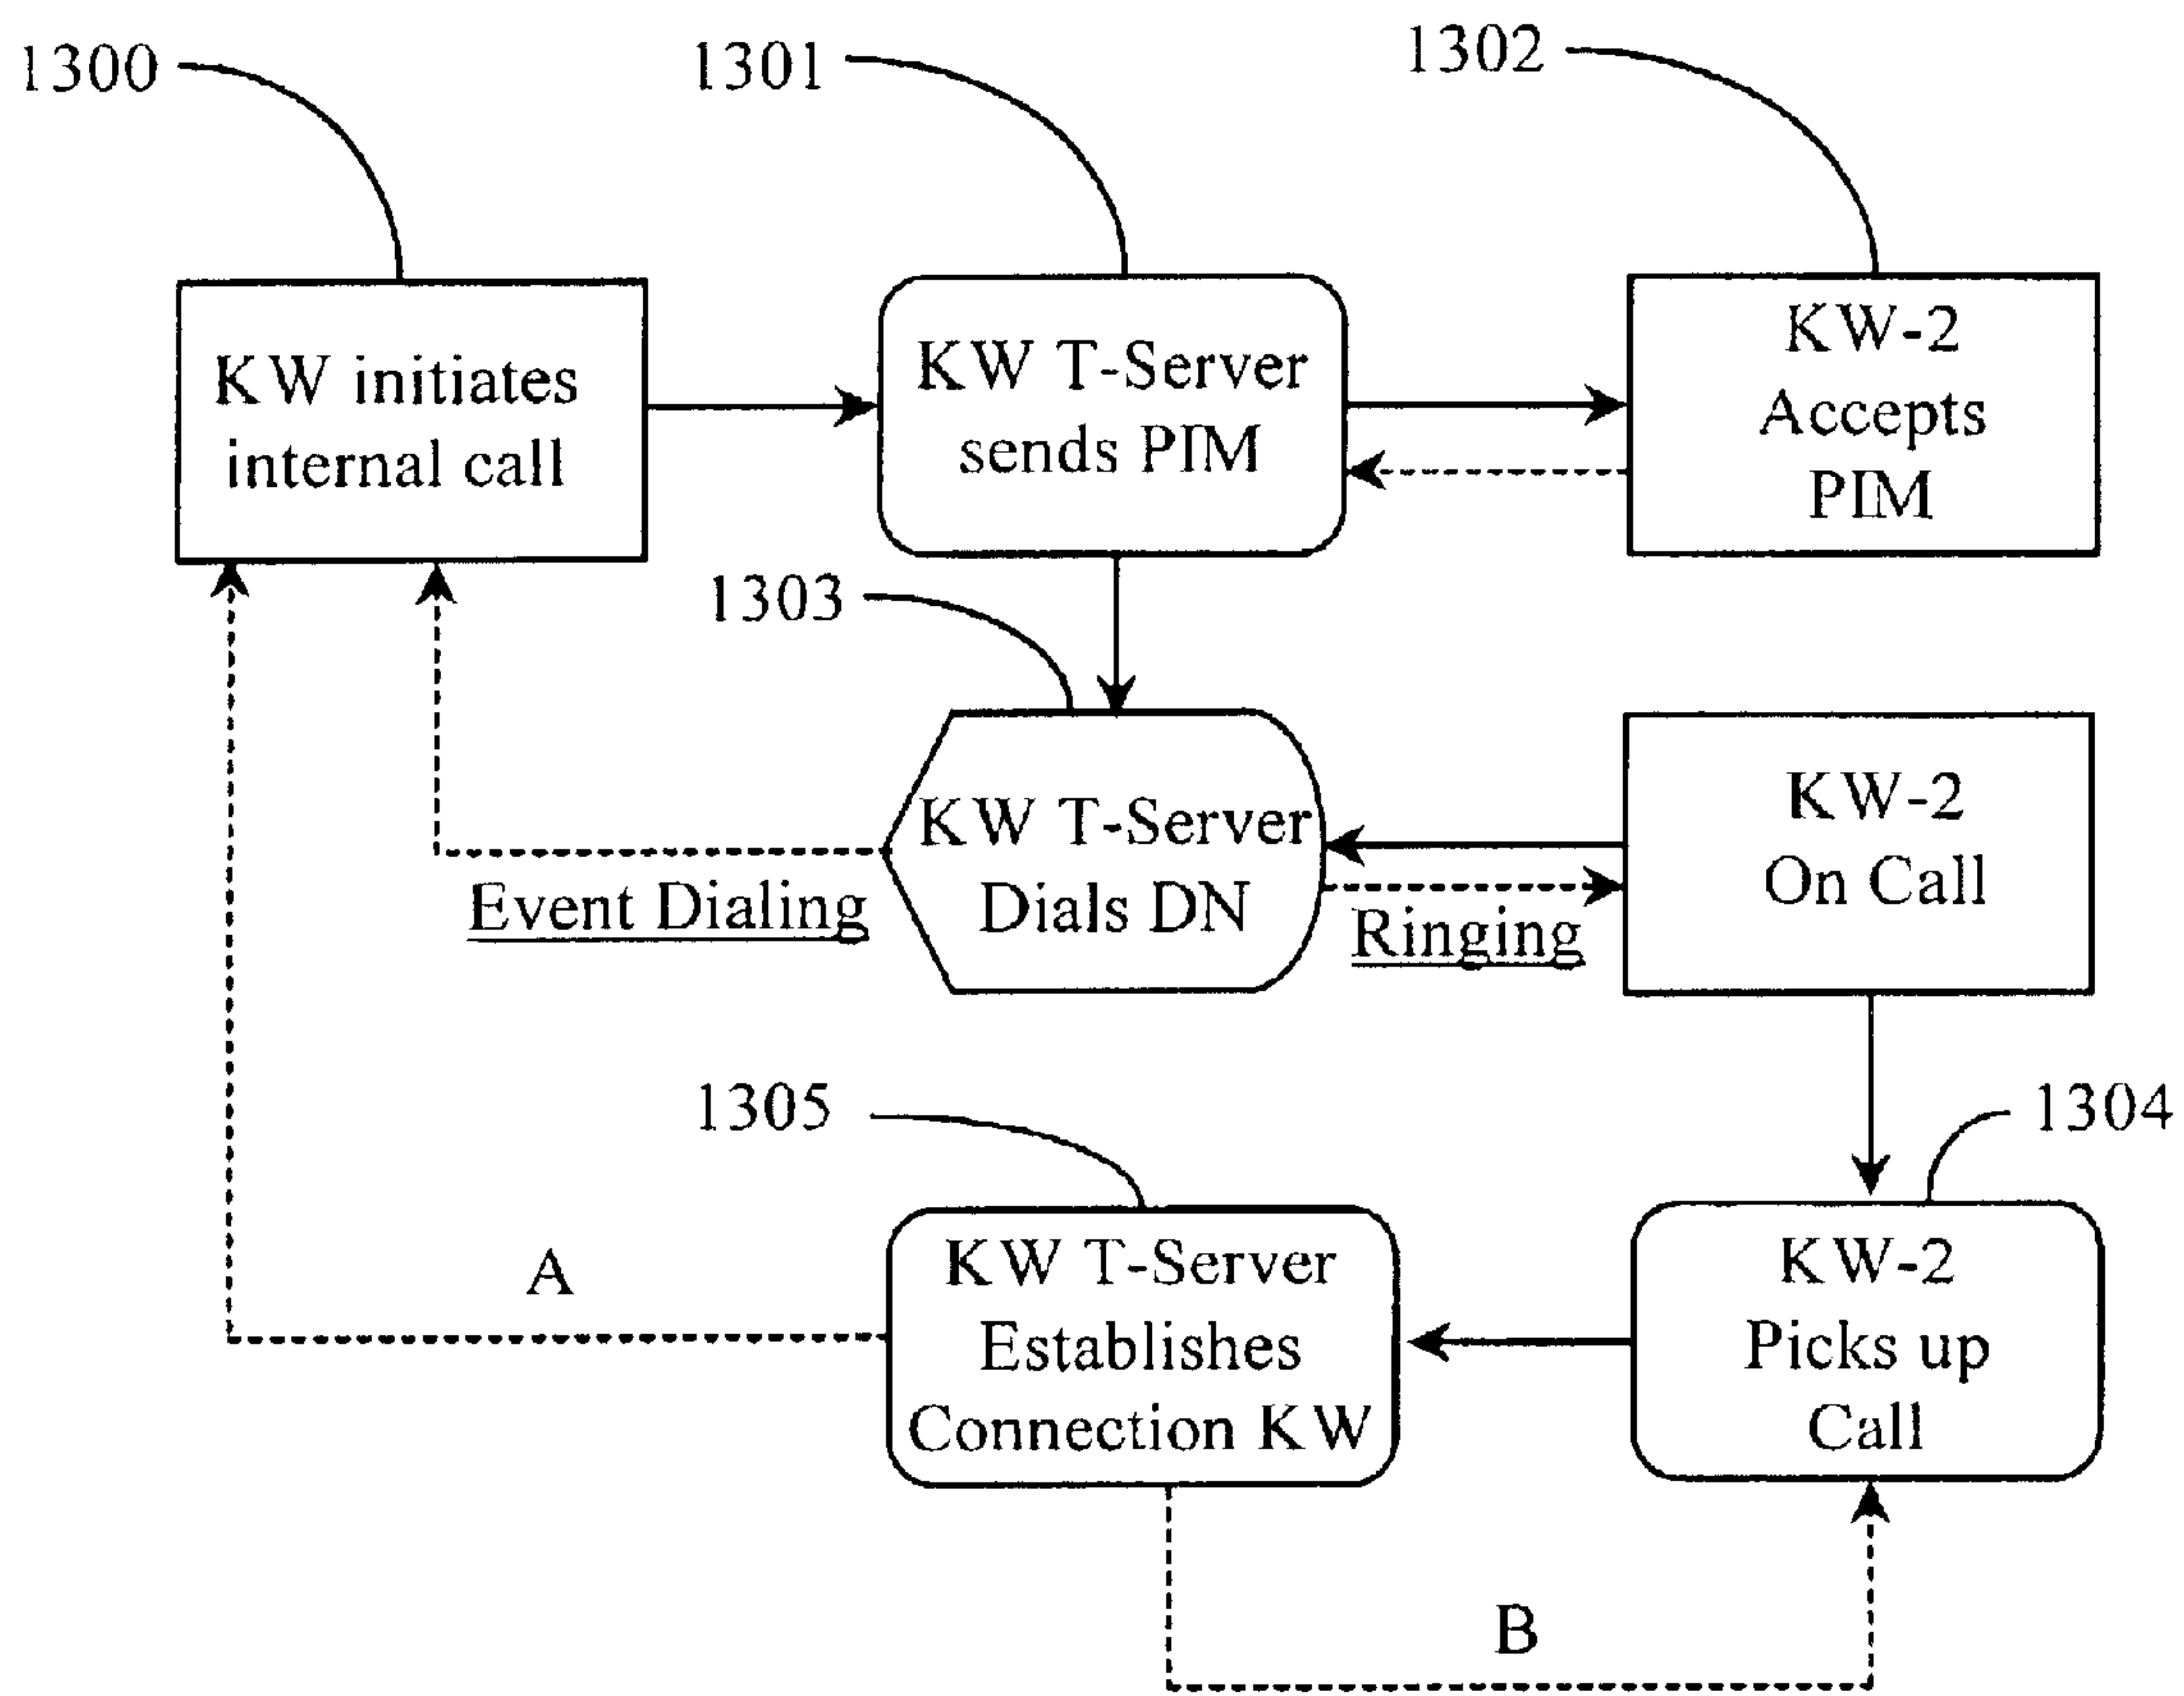 1300
1301
1302
KW initiates
internal call
KW T-Server
sends PIM
KW-2
Accepts
PIM
1303
KW T-Server
Dials DN
KW-2
On Call
Event Dialing
Ringing
1305
1304
A
KW T-Server
Establishes
Connection KW
KW-2
Picks up
Call
B